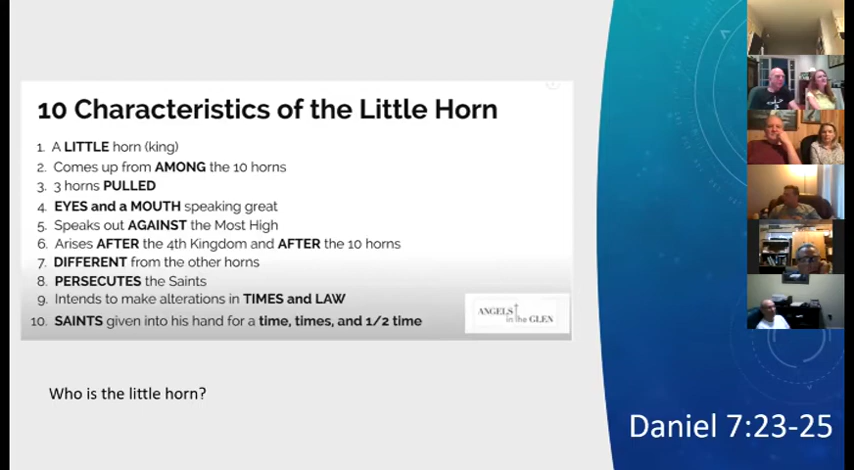 10 Characteristics of the Little Horn
1. A LITTLE horn (king)
2. Comes up from AMONG the 10 horns
3. 3 horns PULLED
4. EYES and a MOUTH speaking great
5. Speaks out AGAINST the Most High
6. Arises AFTER the 4th Kingdom and AFTER the 10 horns
7. DIFFERENT from the other horns
8. PERSECUTES the Saints
9. Intends to make alterations in TIMES and LAW
10. SAINTS given into his hand for a time, times, and 1/2 time
ANGELS
in the GLEN
Who is the little horn?
Daniel 7:23-25